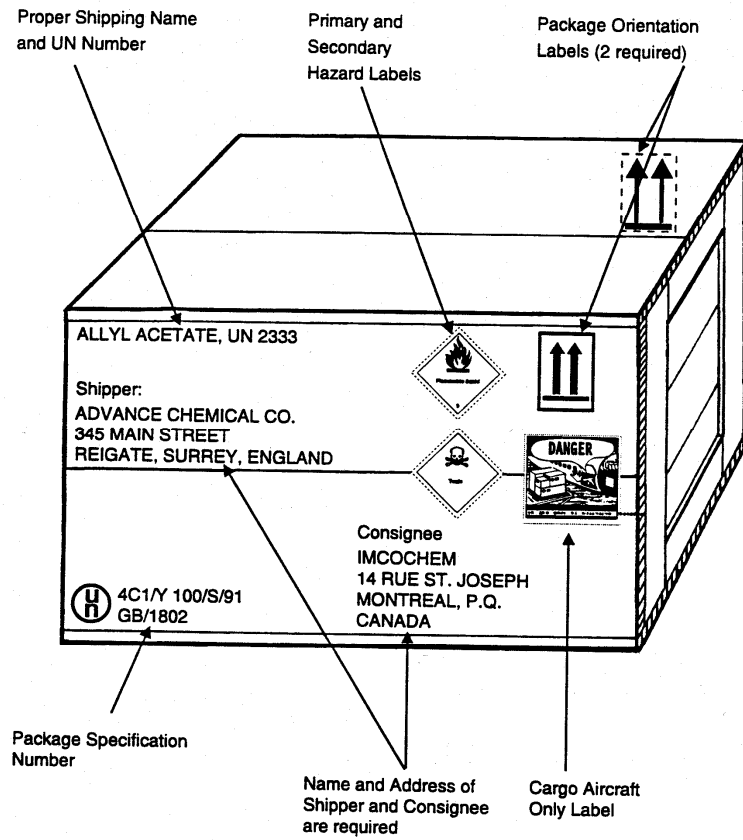 Proper Shipping Name
and UN Number
Primary and
Secondary
Hazard Labels
Package Orientation
Labels (2 required)
ALLYL ACETATE, UN 2333
Shipper:
ADVANCE CHEMICAL CO.
345 MAIN STREET
REIGATE, SURREY, ENGLAND
DANGER
Consignee
IMCOCHEM
14 RUE ST. JOSEPH
MONTREAL, P.Q.
CANADA
un
4C1/Y 100/S/91
GB/1802
Package Specification
Number
Name and Address of
Shipper and Consignee
are required
Cargo Aircraft
Only Label